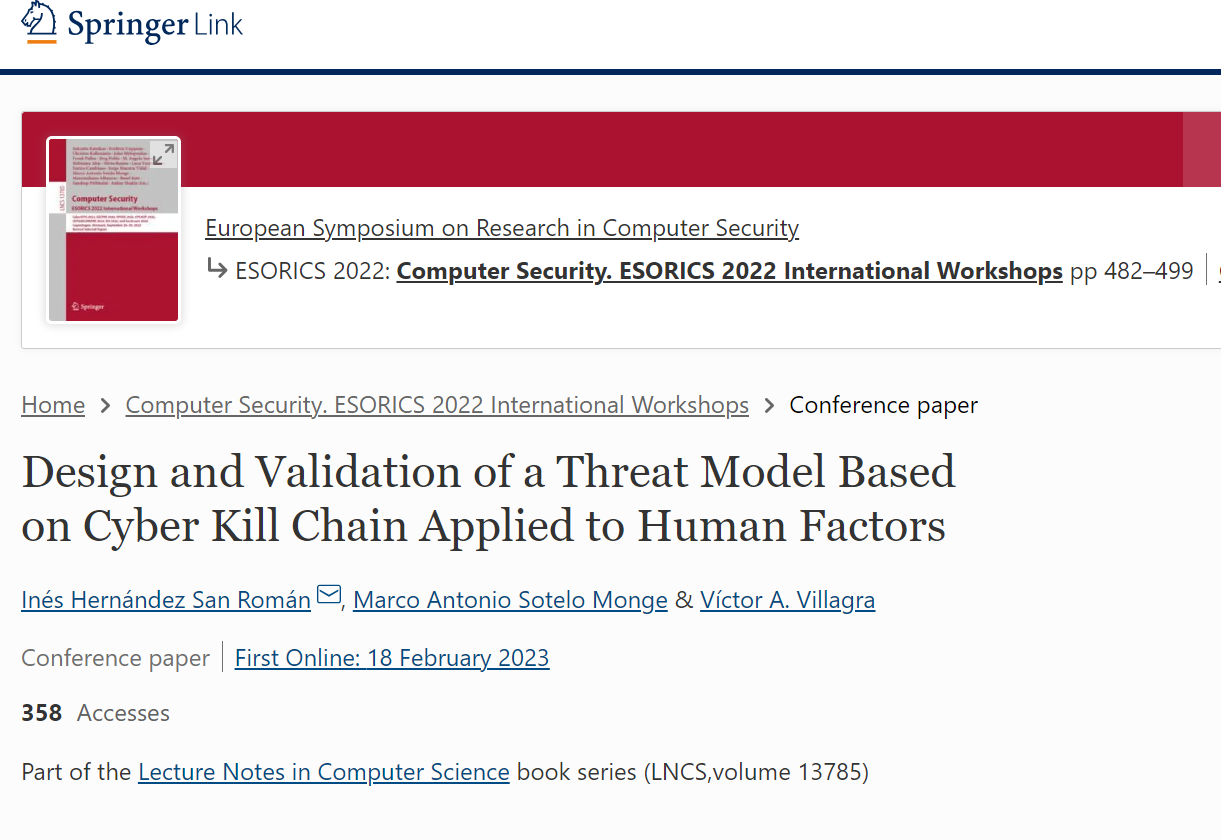 Springer Link
Computer Security
ESORICS 2022 International Workshops
Springer
European Symposium on Research in Computer Security
ESORICS 2022: Computer Security. ESORICS 2022 International Workshops pp 482–499
Home > Computer Security. ESORICS 2022 International Workshops > Conference paper
Design and Validation of a Threat Model Based
on Cyber Kill Chain Applied to Human Factors
Inés Hernández San Román, Marco Antonio Sotelo Monge & Víctor A. Villagra
Conference paper | First Online: 18 February 2023
358 Accesses
Part of the Lecture Notes in Computer Science book series (LNCS,volume 13785)